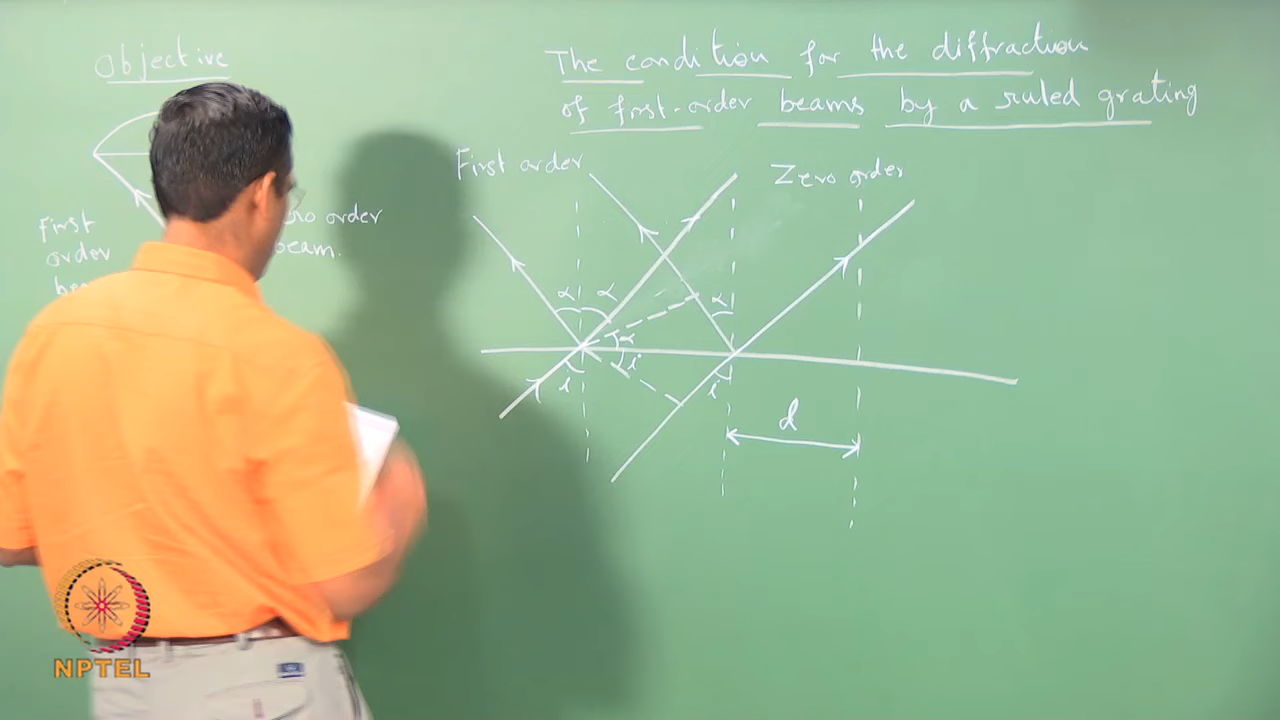 Objective
First
order
zero order
beam.
The condition for the diffraction
of first-order beams by a ruled grating
First order
Zero order
α α
α
α
i
i
i
d
NPTEL